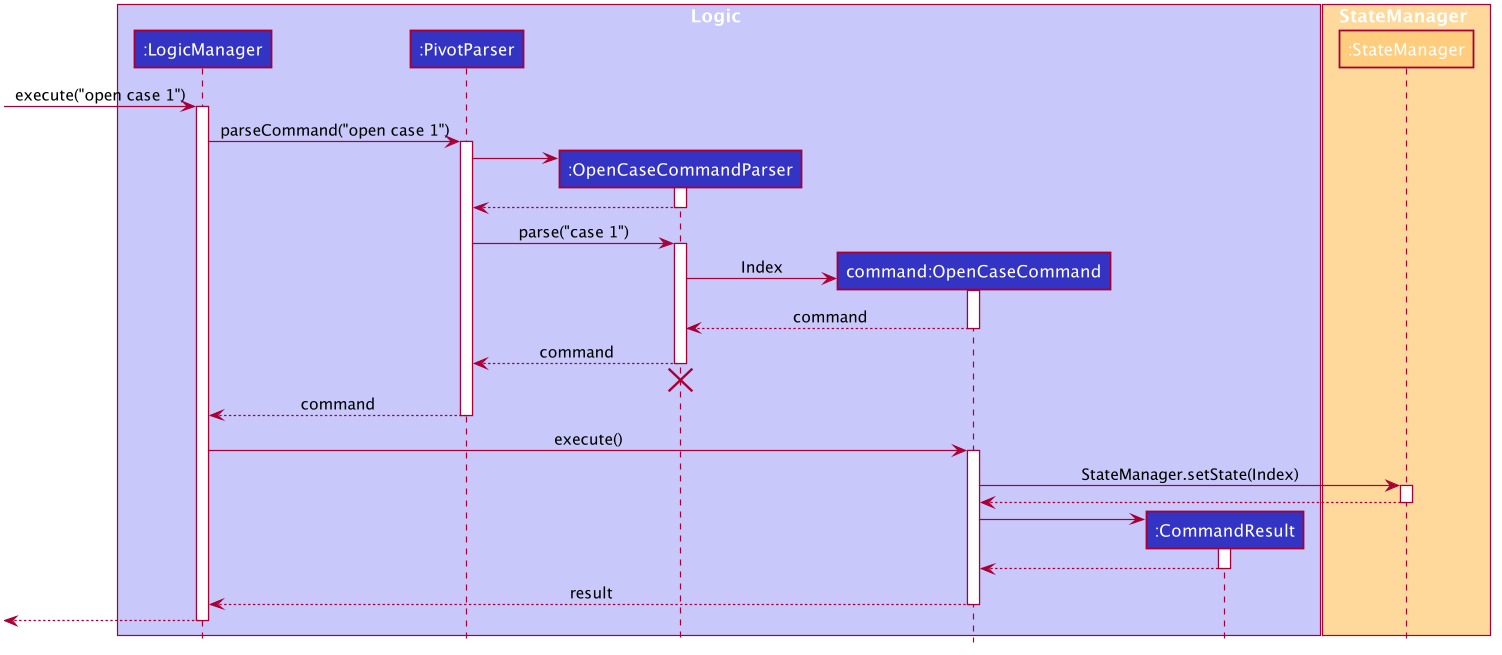 Logic
StateManager
:LogicManager
:PivotParser
:StateManager
execute("open case 1")
parseCommand("open case 1")
:OpenCaseCommandParser
parse("case 1")
Index
command:OpenCaseCommand
command
command
command
execute()
StateManager.setState(Index)
:CommandResult
result